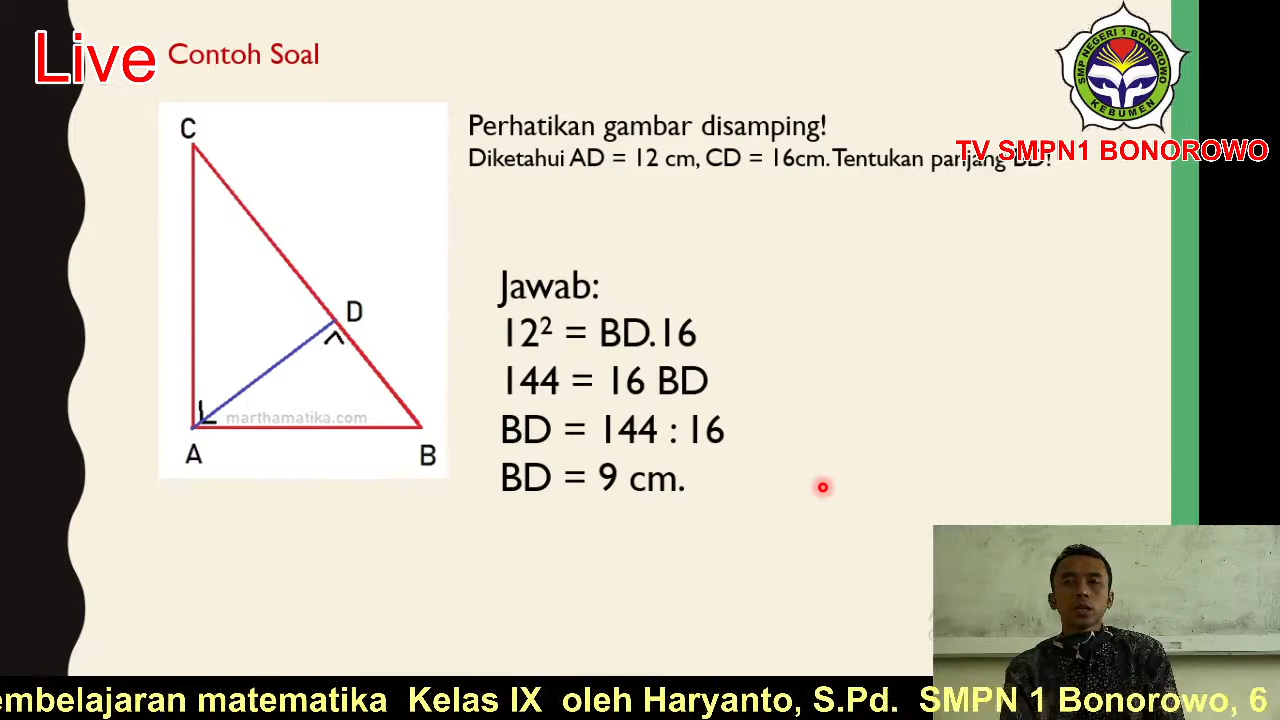 Live
Contoh Soal
SMP NEGERI 1 BONOROWO
KEBUMEN
TV SMPN1 BONOROWO
Perhatikan gambar disamping!
Diketahui AD = 12 cm, CD = 16cm. Tentukan panjang BD!
C
D
A
B
marthamatika.com
Jawab:
12² = BD.16
144 = 16 BD
BD = 144 : 16
BD = 9 cm.
embelajaran matematika Kelas IX oleh Haryanto, S.Pd. SMPN 1 Bonorowo, 6